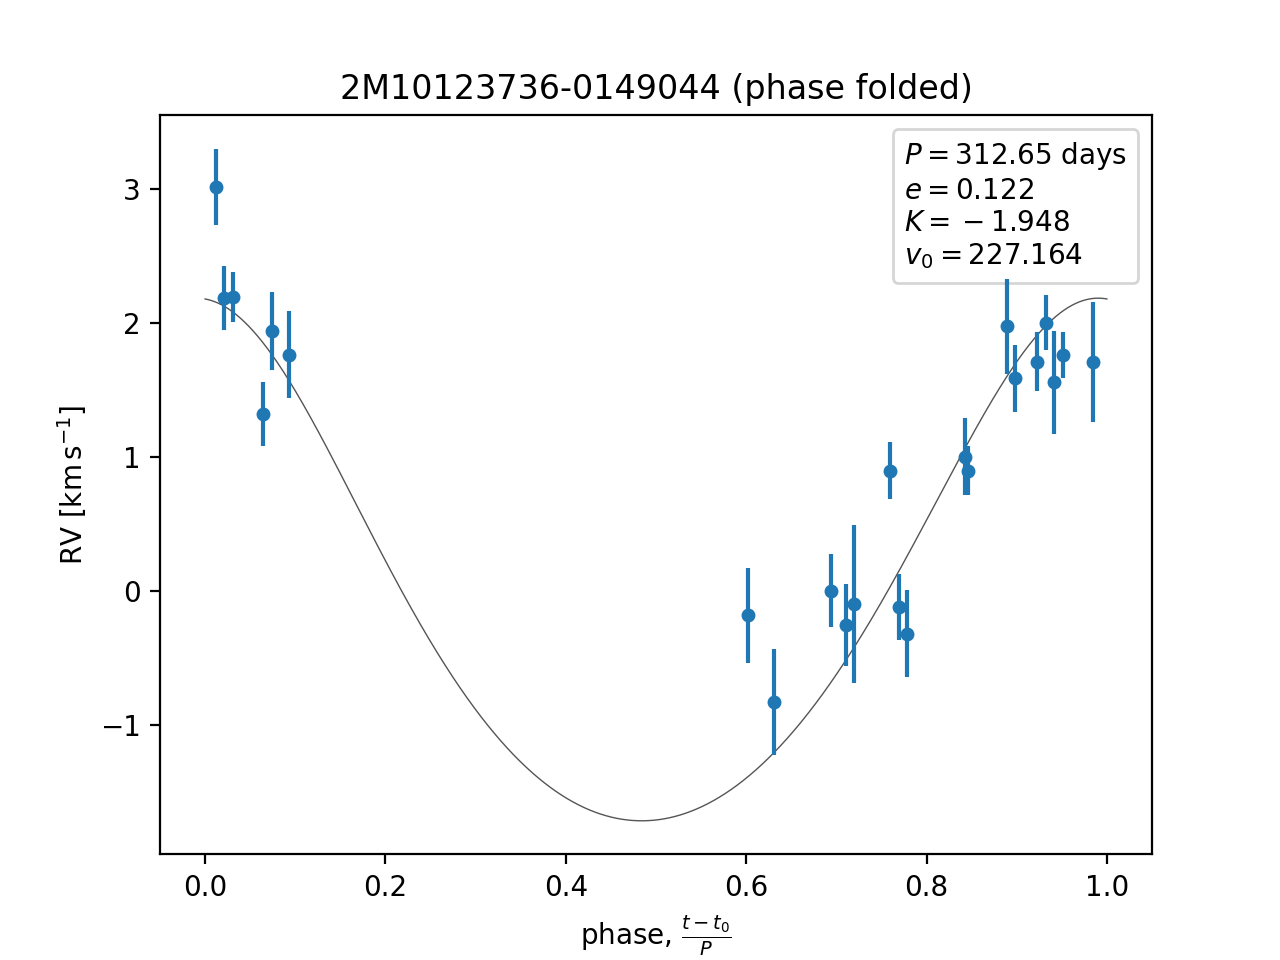 2M10123736-0149044 (phase folded)
P = 312.65 days
e = 0.122
K = −1.948
v₀ = 227.164
RV [km s⁻¹]
3
2
1
0
−1
0.0 0.2 0.4 0.6 0.8 1.0
phase, (t − t₀)/P